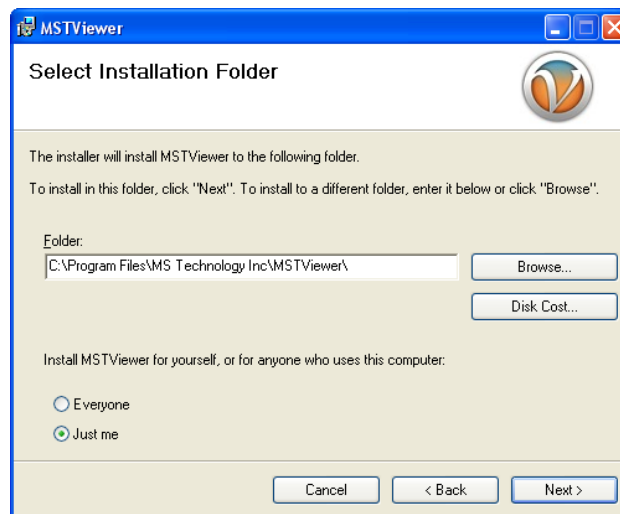 MSTViewer
Select Installation Folder
The installer will install MSTViewer to the following folder.
To install in this folder, click "Next". To install to a different folder, enter it below or click "Browse".
Folder:
C:\Program Files\MS Technology Inc\MSTViewer\
Browse...
Disk Cost...
Install MSTViewer for yourself, or for anyone who uses this computer:
Everyone
Just me
Cancel
< Back
Next >